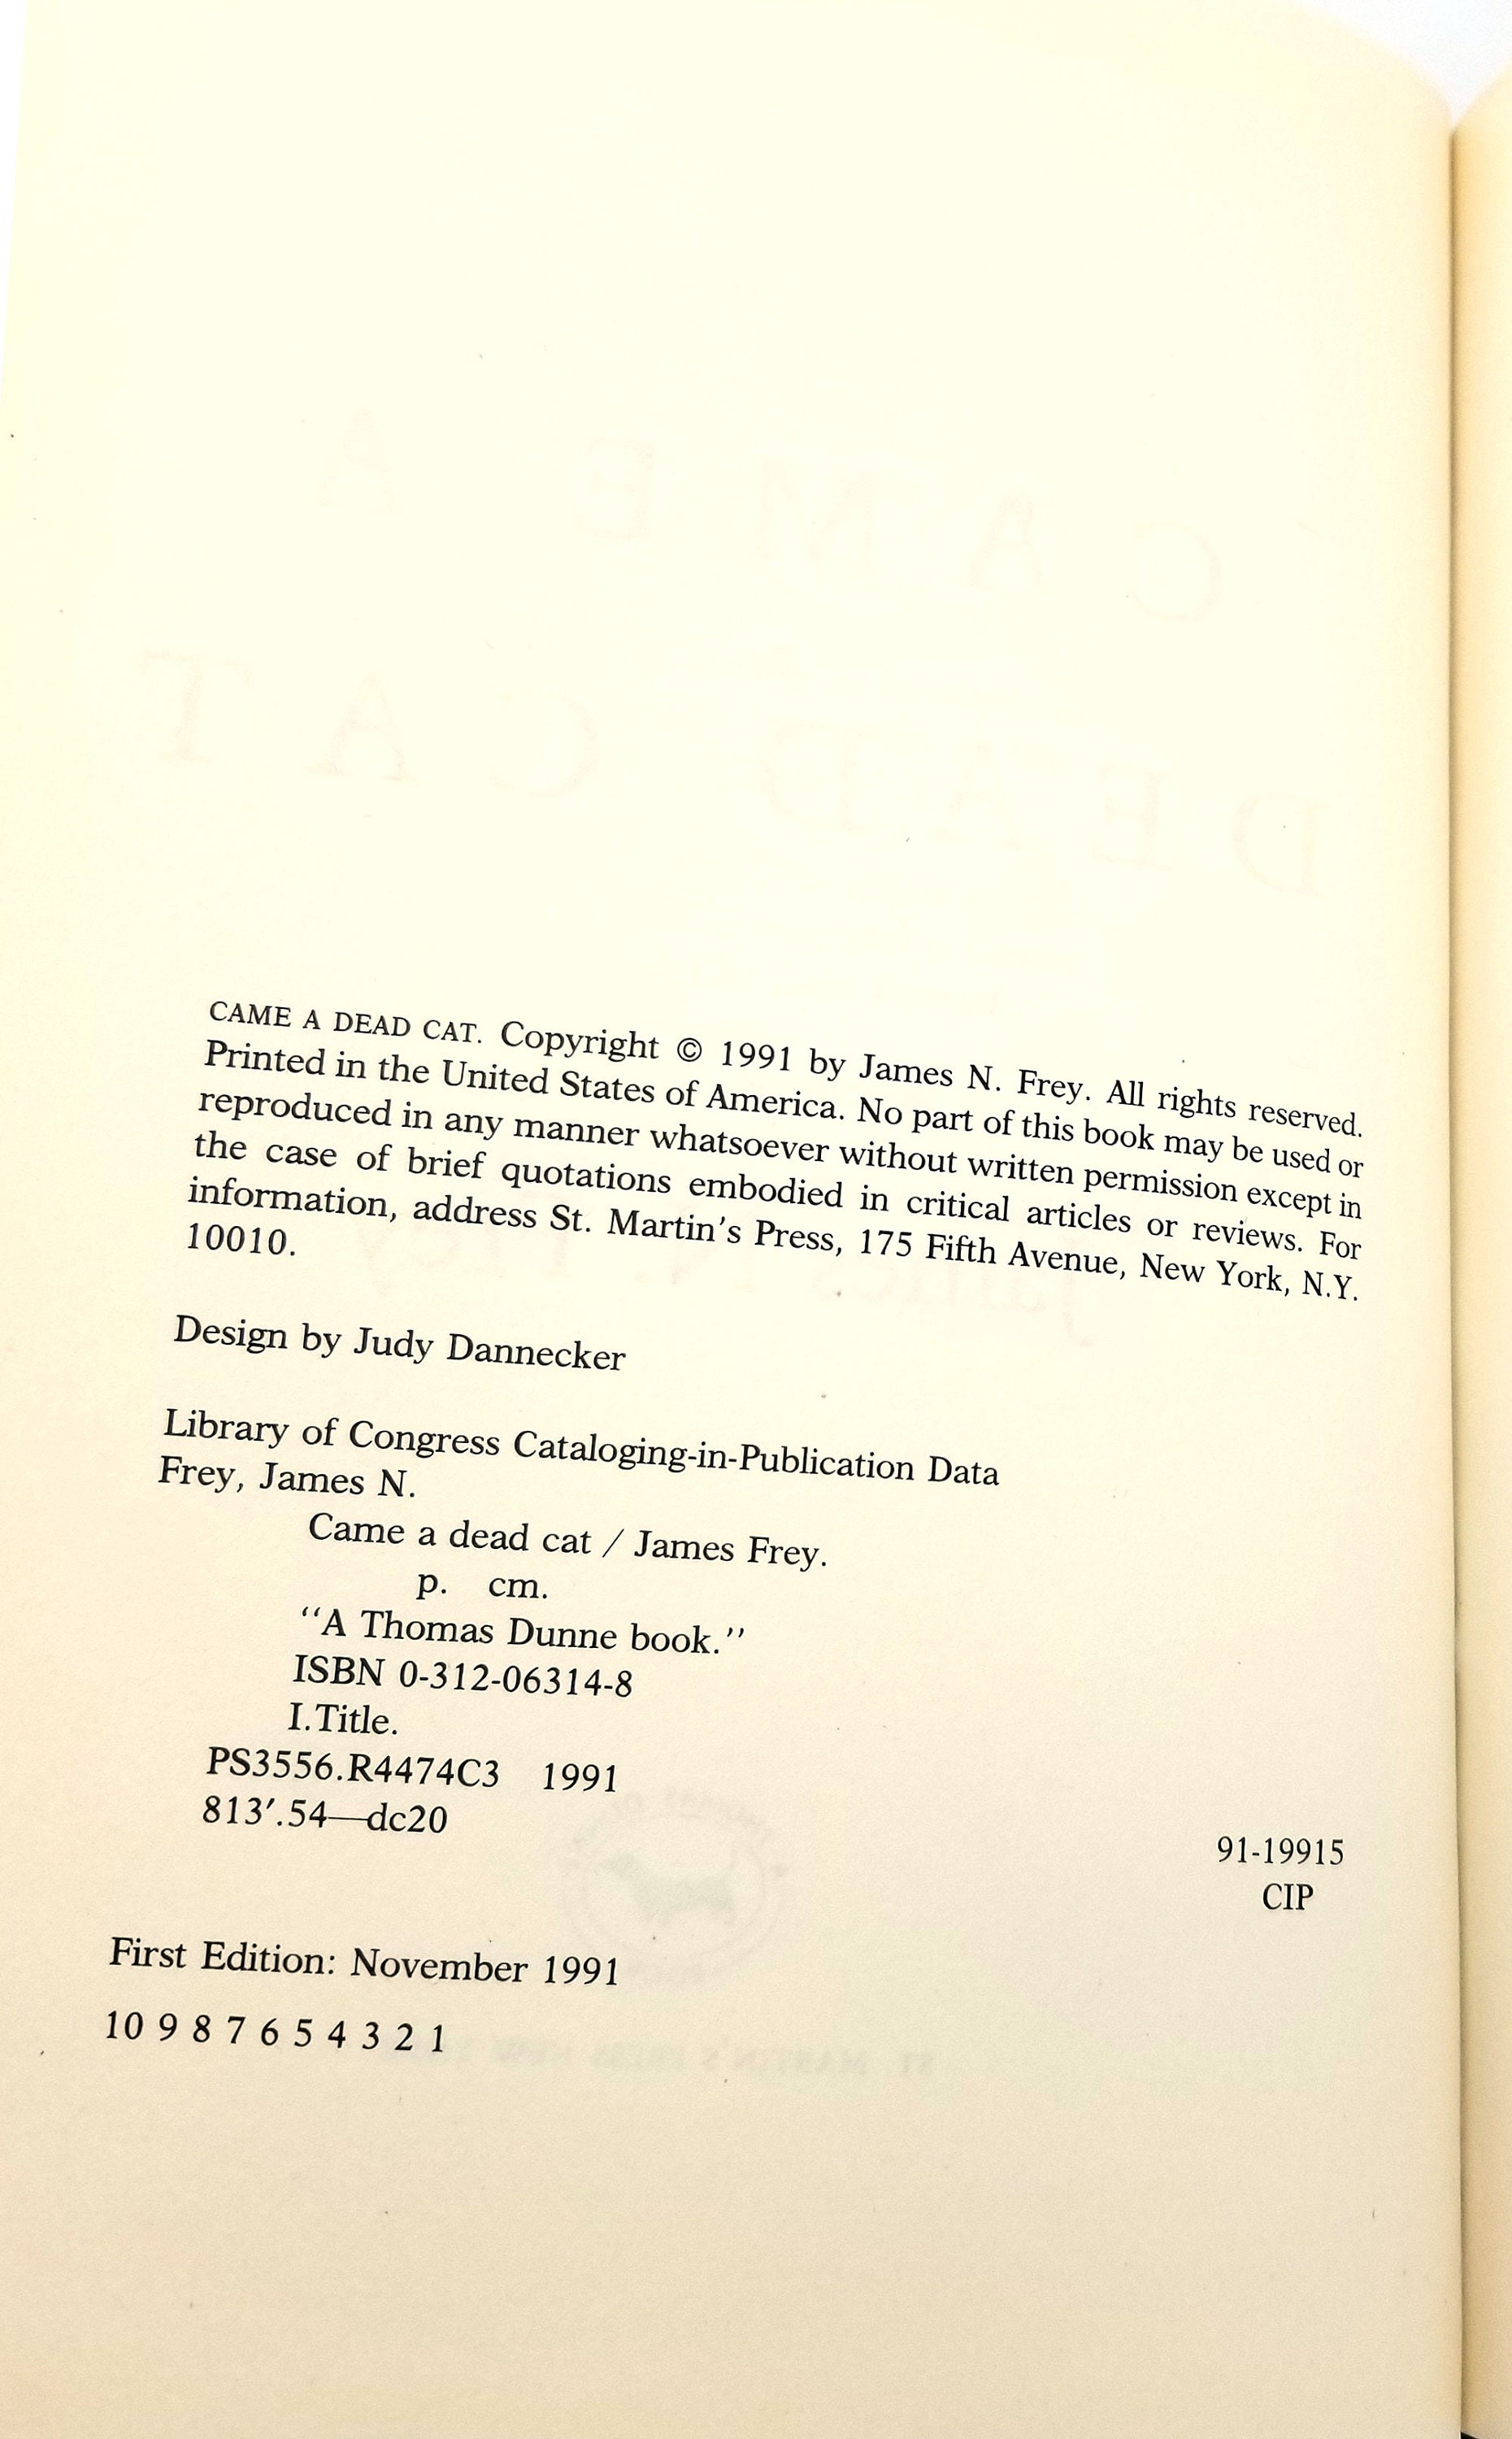 CAME A DEAD CAT. Copyright © 1991 by James N. Frey. All rights reserved.
Printed in the United States of America. No part of this book may be used or
reproduced in any manner whatsoever without written permission except in
the case of brief quotations embodied in critical articles or reviews. For
information, address St. Martin's Press, 175 Fifth Avenue, New York, N.Y.
10010.
Design by Judy Dannecker
Library of Congress Cataloging-in-Publication Data
Frey, James N.
Came a dead cat / James Frey.
p. cm.
"A Thomas Dunne book."
ISBN 0-312-06314-8
I.Title.
PS3556.R4474C3 1991
813'.54—dc20
91-19915
CIP
First Edition: November 1991
10 9 8 7 6 5 4 3 2 1